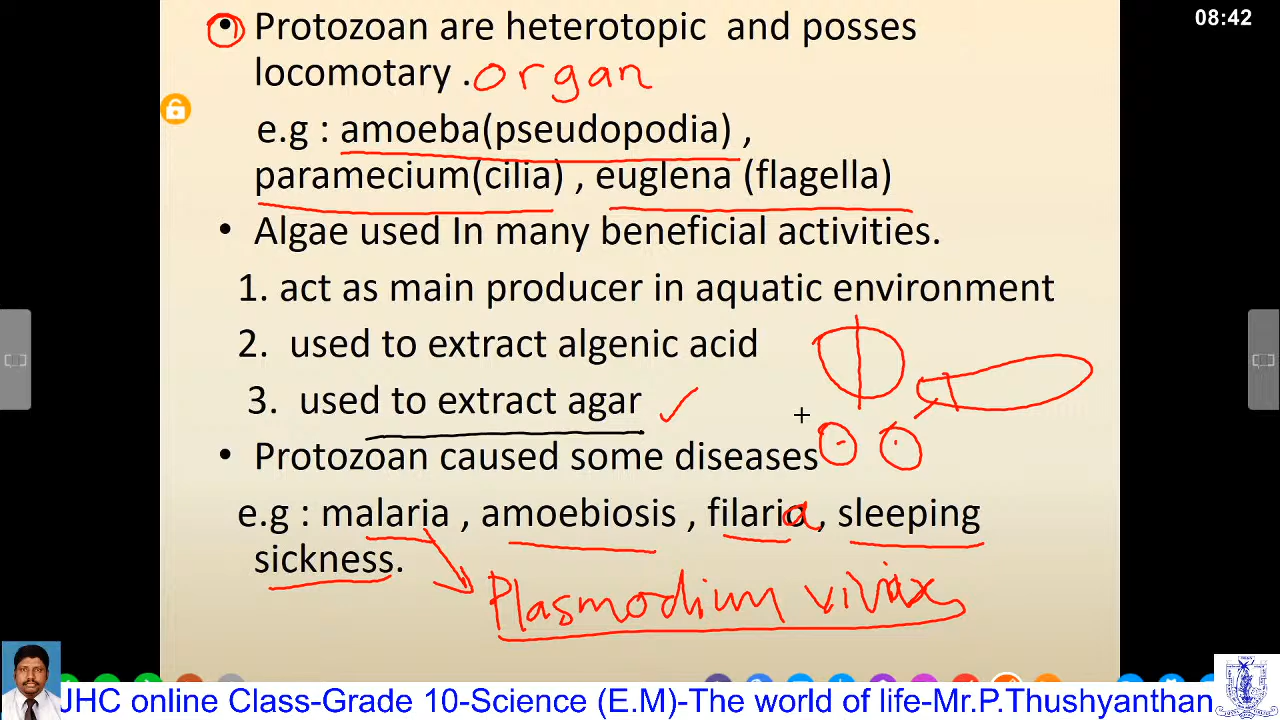 08:42
• Protozoan are heterotopic and posses
locomotary . organ
e.g : amoeba(pseudopodia) ,
paramecium(cilia) , euglena (flagella)
• Algae used In many beneficial activities.
1. act as main producer in aquatic environment
2. used to extract algenic acid
3. used to extract agar
• Protozoan caused some diseases
e.g : malaria , amoebiosis , filaria , sleeping
sickness.
Plasmodium vivax
JHC online Class-Grade 10-Science (E.M)-The world of life-Mr.P.Thushyanthan